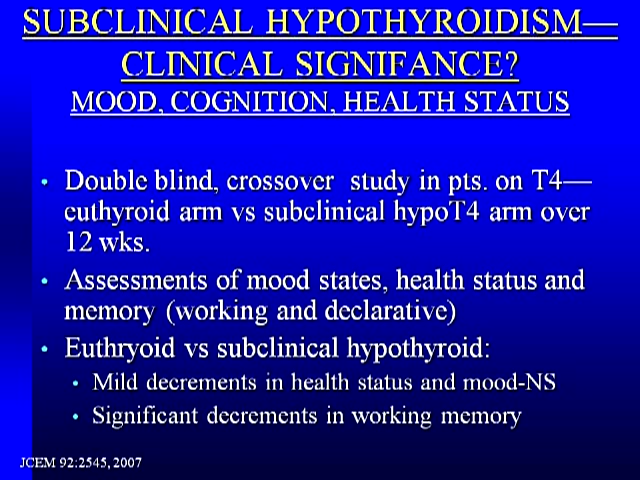 SUBCLINICAL HYPOTHYROIDISM—
CLINICAL SIGNIFANCE?
MOOD, COGNITION, HEALTH STATUS
• Double blind, crossover study in pts. on T4—
euthyroid arm vs subclinical hypoT4 arm over
12 wks.
• Assessments of mood states, health status and
memory (working and declarative)
• Euthryoid vs subclinical hypothyroid:
• Mild decrements in health status and mood-NS
• Significant decrements in working memory
JCEM 92:2545, 2007